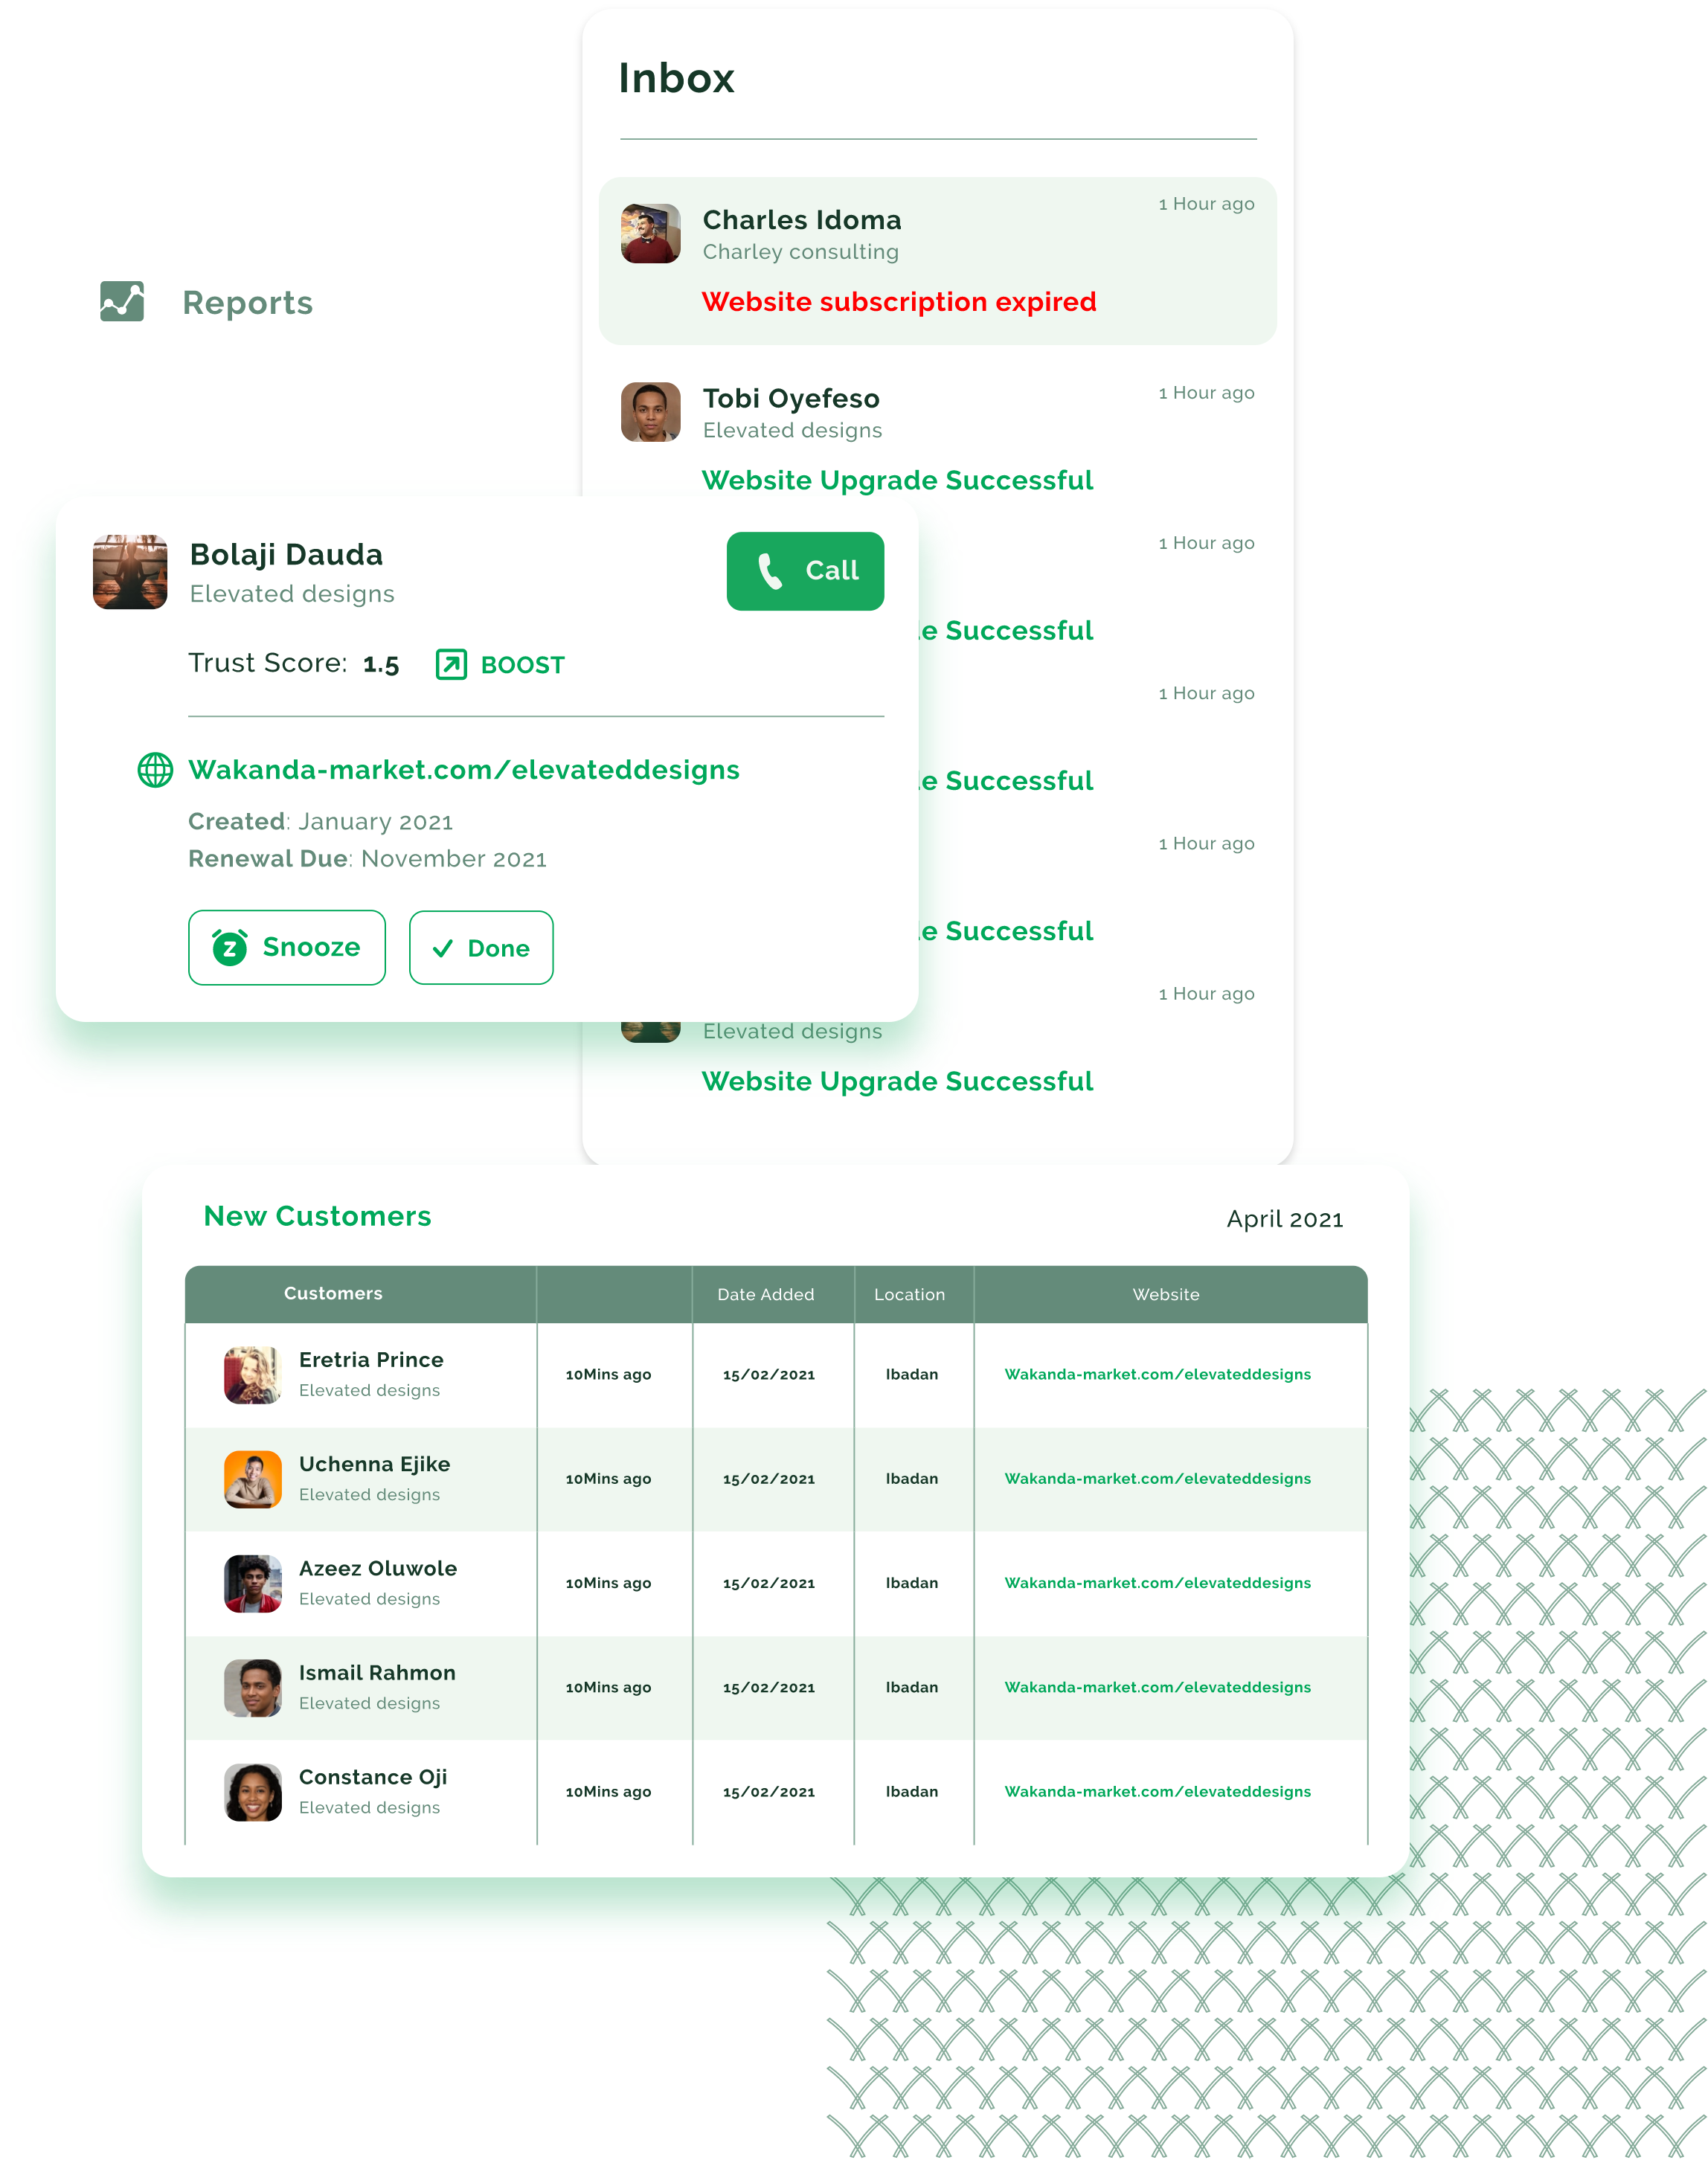 Inbox
Charles Idoma
1 Hour ago
Charley consulting
Website subscription expired
Reports
Tobi Oyefeso
1 Hour ago
Elevated designs
Website Upgrade Successful
1 Hour ago
Successful
1 Hour ago
Successful
1 Hour ago
Successful
1 Hour ago
Elevated designs
Website Upgrade Successful
Bolaji Dauda
Elevated designs
Call
Trust Score: 1.5 BOOST
Wakanda-market.com/elevateddesigns
Created: January 2021
Renewal Due: November 2021
Snooze Done
New Customers April 2021
Customers Date Added Location Website
Eretria Prince
Elevated designs
10Mins ago 15/02/2021 Ibadan Wakanda-market.com/elevateddesigns
Uchenna Ejike
Elevated designs
10Mins ago 15/02/2021 Ibadan Wakanda-market.com/elevateddesigns
Azeez Oluwole
Elevated designs
10Mins ago 15/02/2021 Ibadan Wakanda-market.com/elevateddesigns
Ismail Rahmon
Elevated designs
10Mins ago 15/02/2021 Ibadan Wakanda-market.com/elevateddesigns
Constance Oji
Elevated designs
10Mins ago 15/02/2021 Ibadan Wakanda-market.com/elevateddesigns